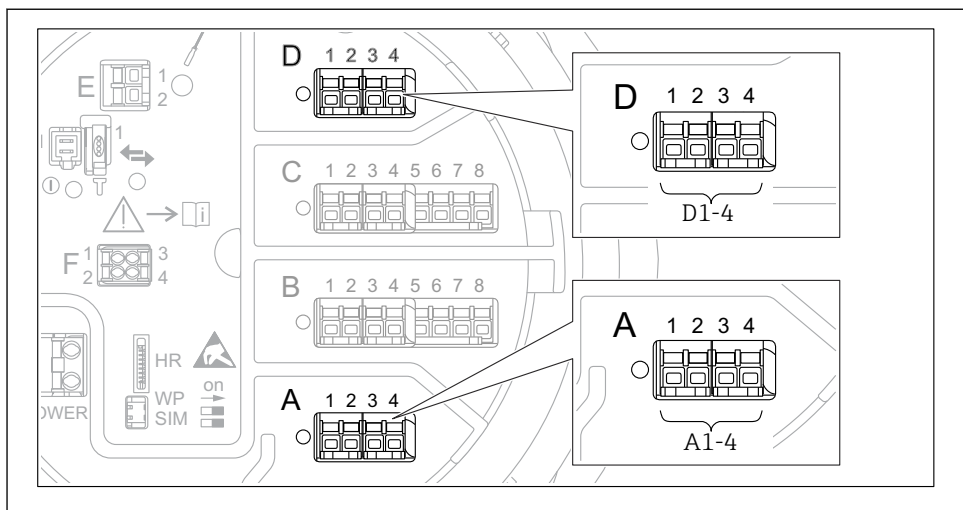 D 1 2 3 4
E 1
2
D 1 2 3 4
1
D1-4
C 1 2 3 4 5 6 7 8
F 1 3
2 4
B 1 2 3 4 5 6 7 8
A 1 2 3 4
HR
WP on
SIM
OWER
A 1 2 3 4
A1-4